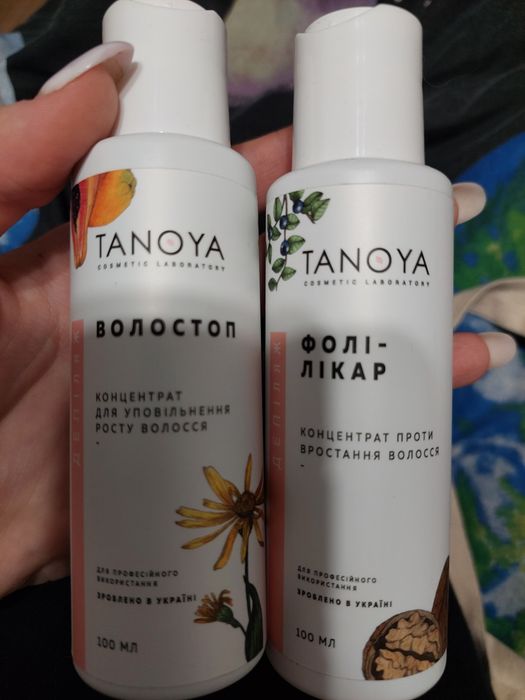 TANOYA
COSMETIC LABORATORY
ВОЛОСТОП
КОНЦЕНТРАТ
ДЛЯ УПОВІЛЬНЕННЯ
РОСТУ ВОЛОССЯ
-
ДЕПІЛЯЖ
ДЛЯ ПРОФЕСІЙНОГО
ВИКОРИСТАННЯ
ЗРОБЛЕНО В УКРАЇНІ
100 МЛ
TANOYA
COSMETIC LABORATORY
ФОЛІ-
ЛІКАР
КОНЦЕНТРАТ ПРОТИ
ВРОСТАННЯ ВОЛОССЯ
-
ДЕПІЛЯЖ
ДЛЯ ПРОФЕСІЙНОГО
ВИКОРИСТАННЯ
ЗРОБЛЕНО В УКРАЇНІ
100 МЛ